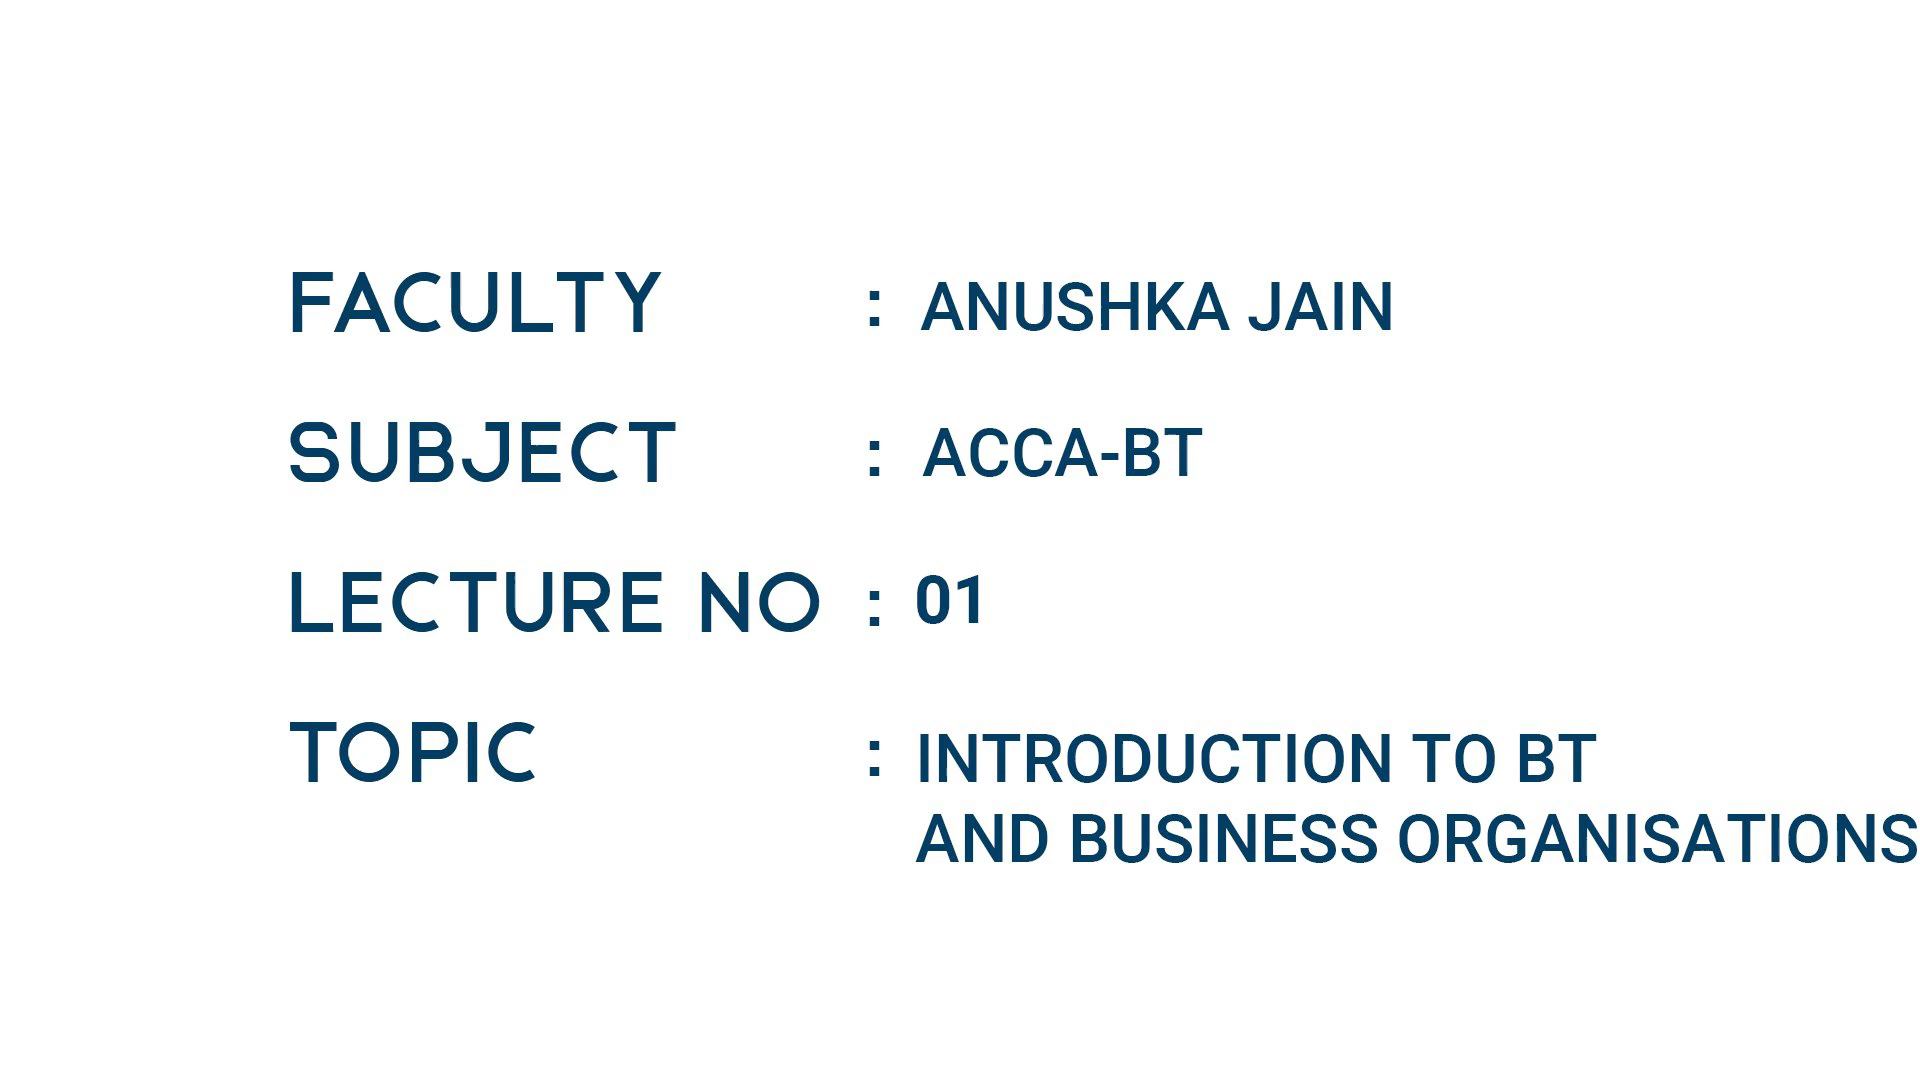 FACULTY : ANUSHKA JAIN
SUBJECT : ACCA-BT
LECTURE NO : 01
TOPIC : INTRODUCTION TO BT
AND BUSINESS ORGANISATIONS